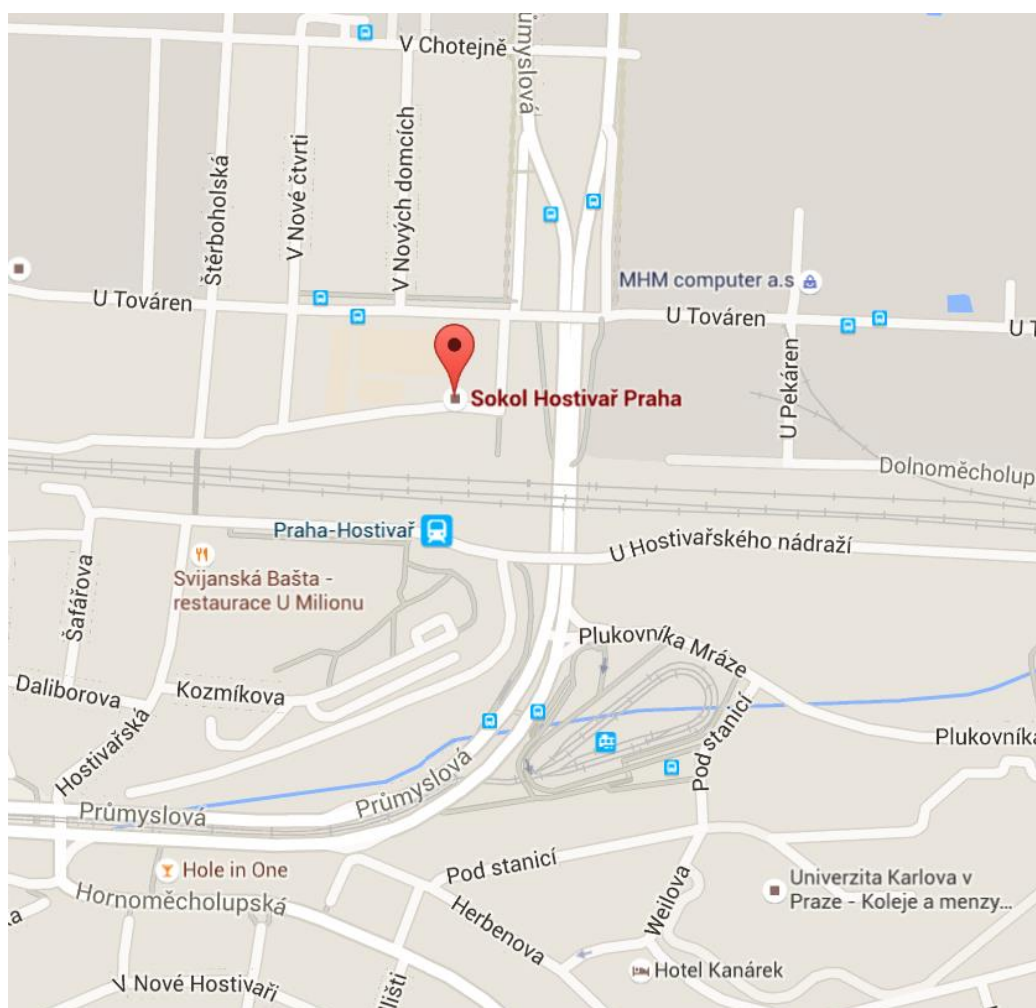 V Chotejně
Průmyslová
Štěrboholská
V Nové čtvrti
V Nových domcích
MHM computer a.s
U Továren
U Továren
U T
U Pekáren
Sokol Hostivař Praha
Dolnoměcholup
Praha-Hostivař
U Hostivařského nádraží
Svijanská Bašta -
restaurace U Milionu
Šafářova
Plukovníka Mráze
Daliborova
Kozmíkova
Hostivařská
Pod stanicí
Plukovníka
Průmyslová
Průmyslová
Pod stanicí
Hole in One
Univerzita Karlova v
Praze - Koleje a menzy...
Hornoměcholupská
Herbenova
Weilova
Hotel Kanárek
V Nové Hostivaři